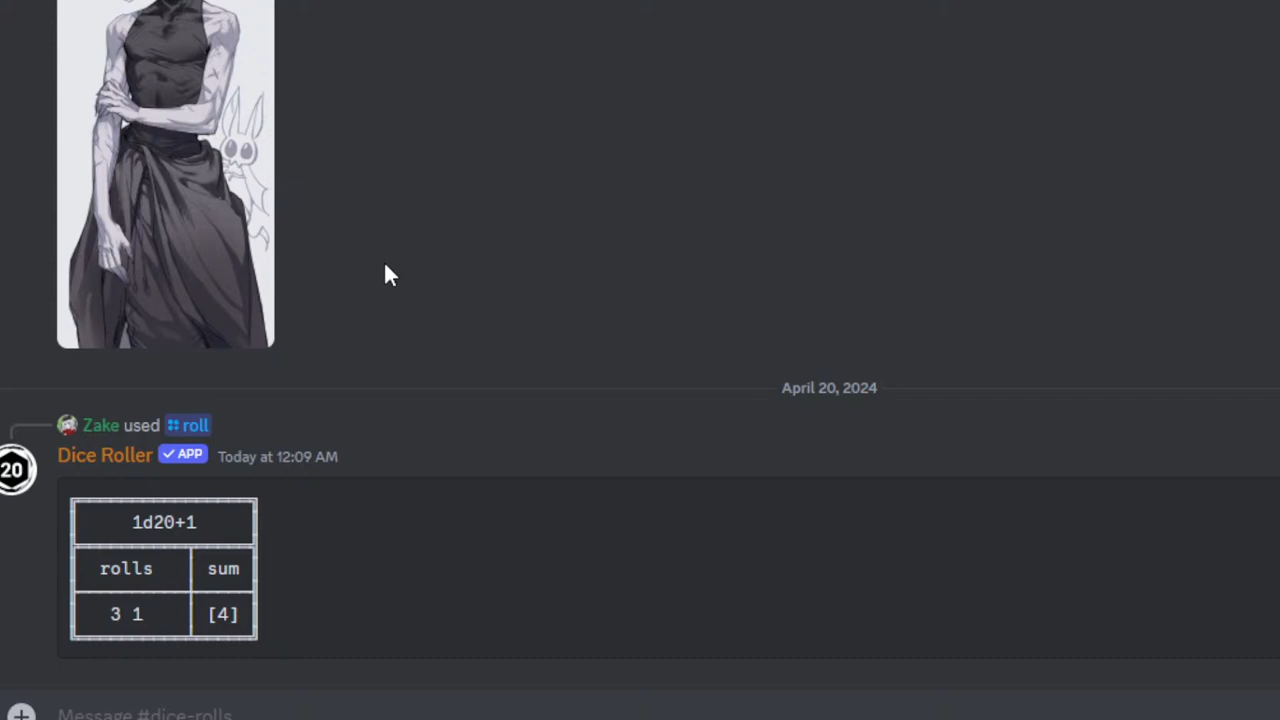 April 20, 2024
Zake used roll
Dice Roller APP Today at 12:09 AM
20
1d20+1
rolls sum
3 1 [4]
Message #dice-rolls